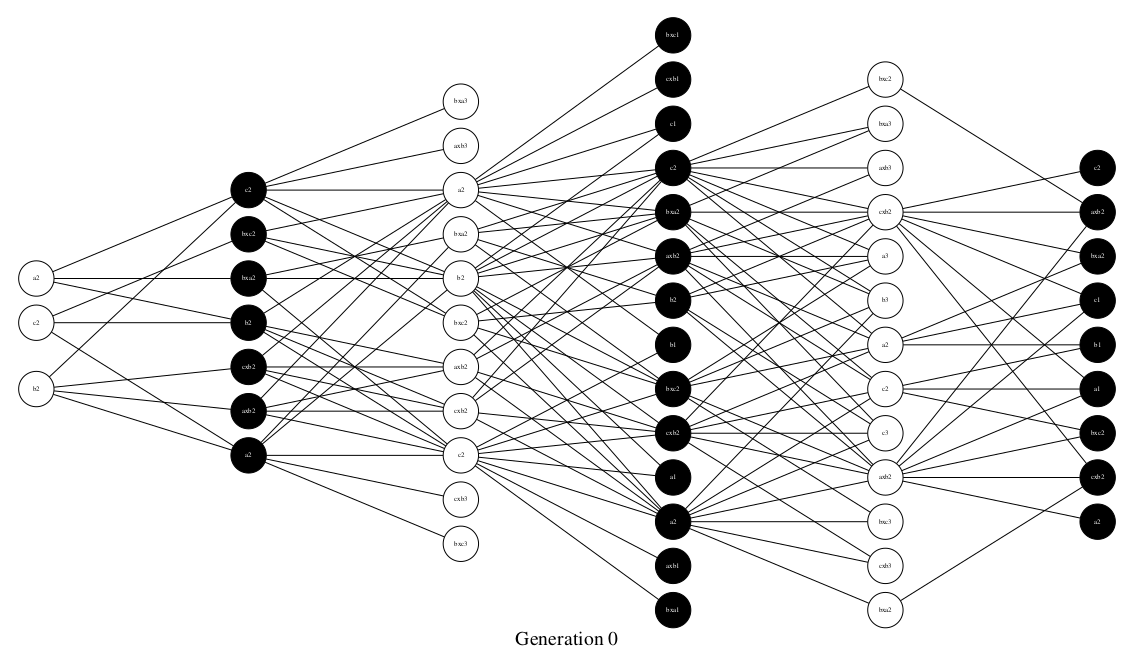 a2
c2
b2
c2
bxc2
bxa2
b2
cxb2
axb2
a2
bxa3
axb3
a2
bxa2
b2
bxc2
axb2
cxb2
c2
cxb3
bxc3
bxc1
cxb1
c1
c2
bxa2
axb2
b2
b1
bxc2
cxb2
a1
a2
axb1
bxa1
bxc2
bxa3
axb3
cxb2
a3
b3
a2
c2
c3
axb2
bxc3
cxb3
bxa2
c2
axb2
bxa2
c1
b1
a1
bxc2
cxb2
a2
Generation 0